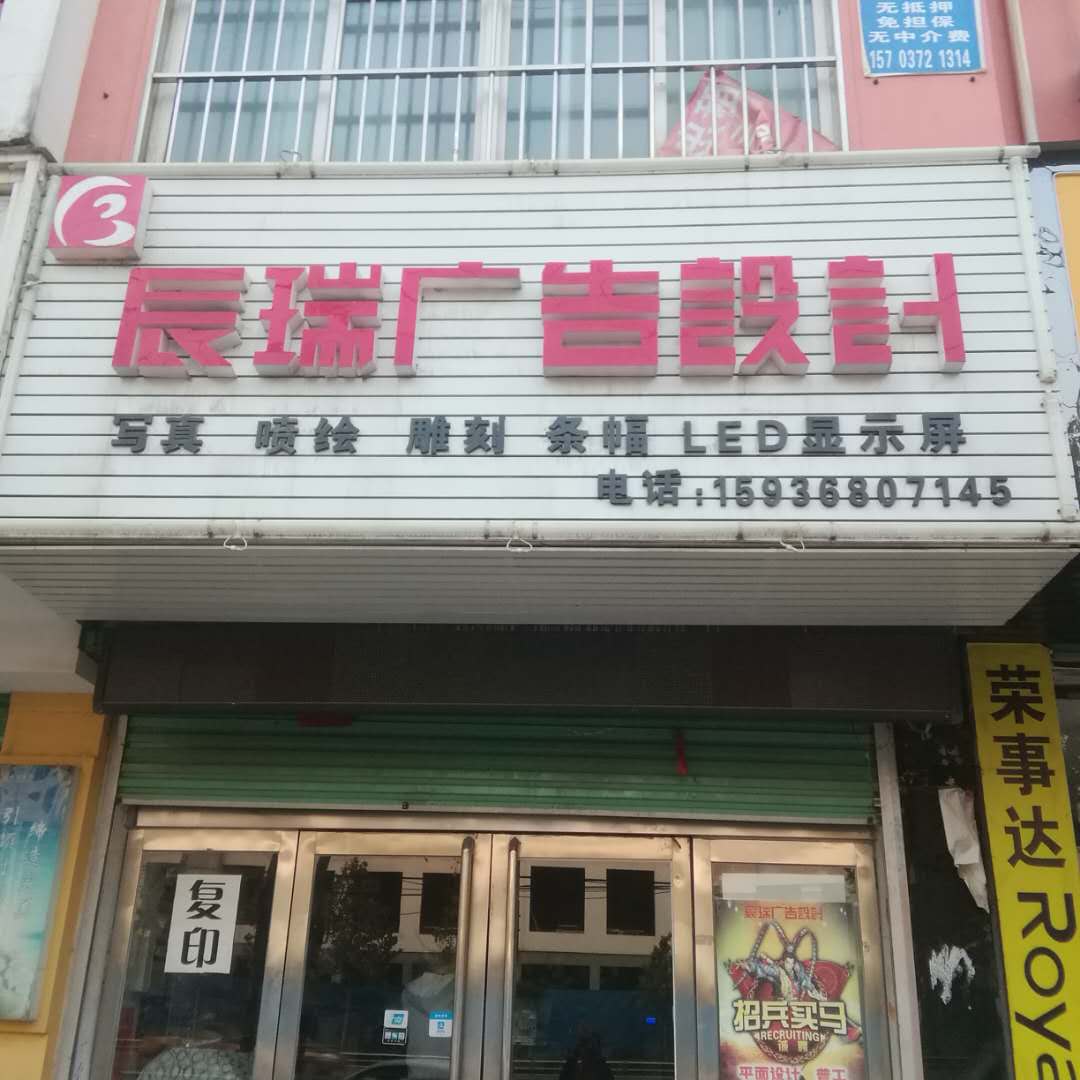 无抵押
免担保
无中介费
157 0372 1314
辰瑞广告設計
写真 喷绘 雕刻 条幅 LED显示屏
电话:15936807145
荣事达 Roya
复印
辰瑞广告設計
招兵买马
RECRUITING
平面设计 普工